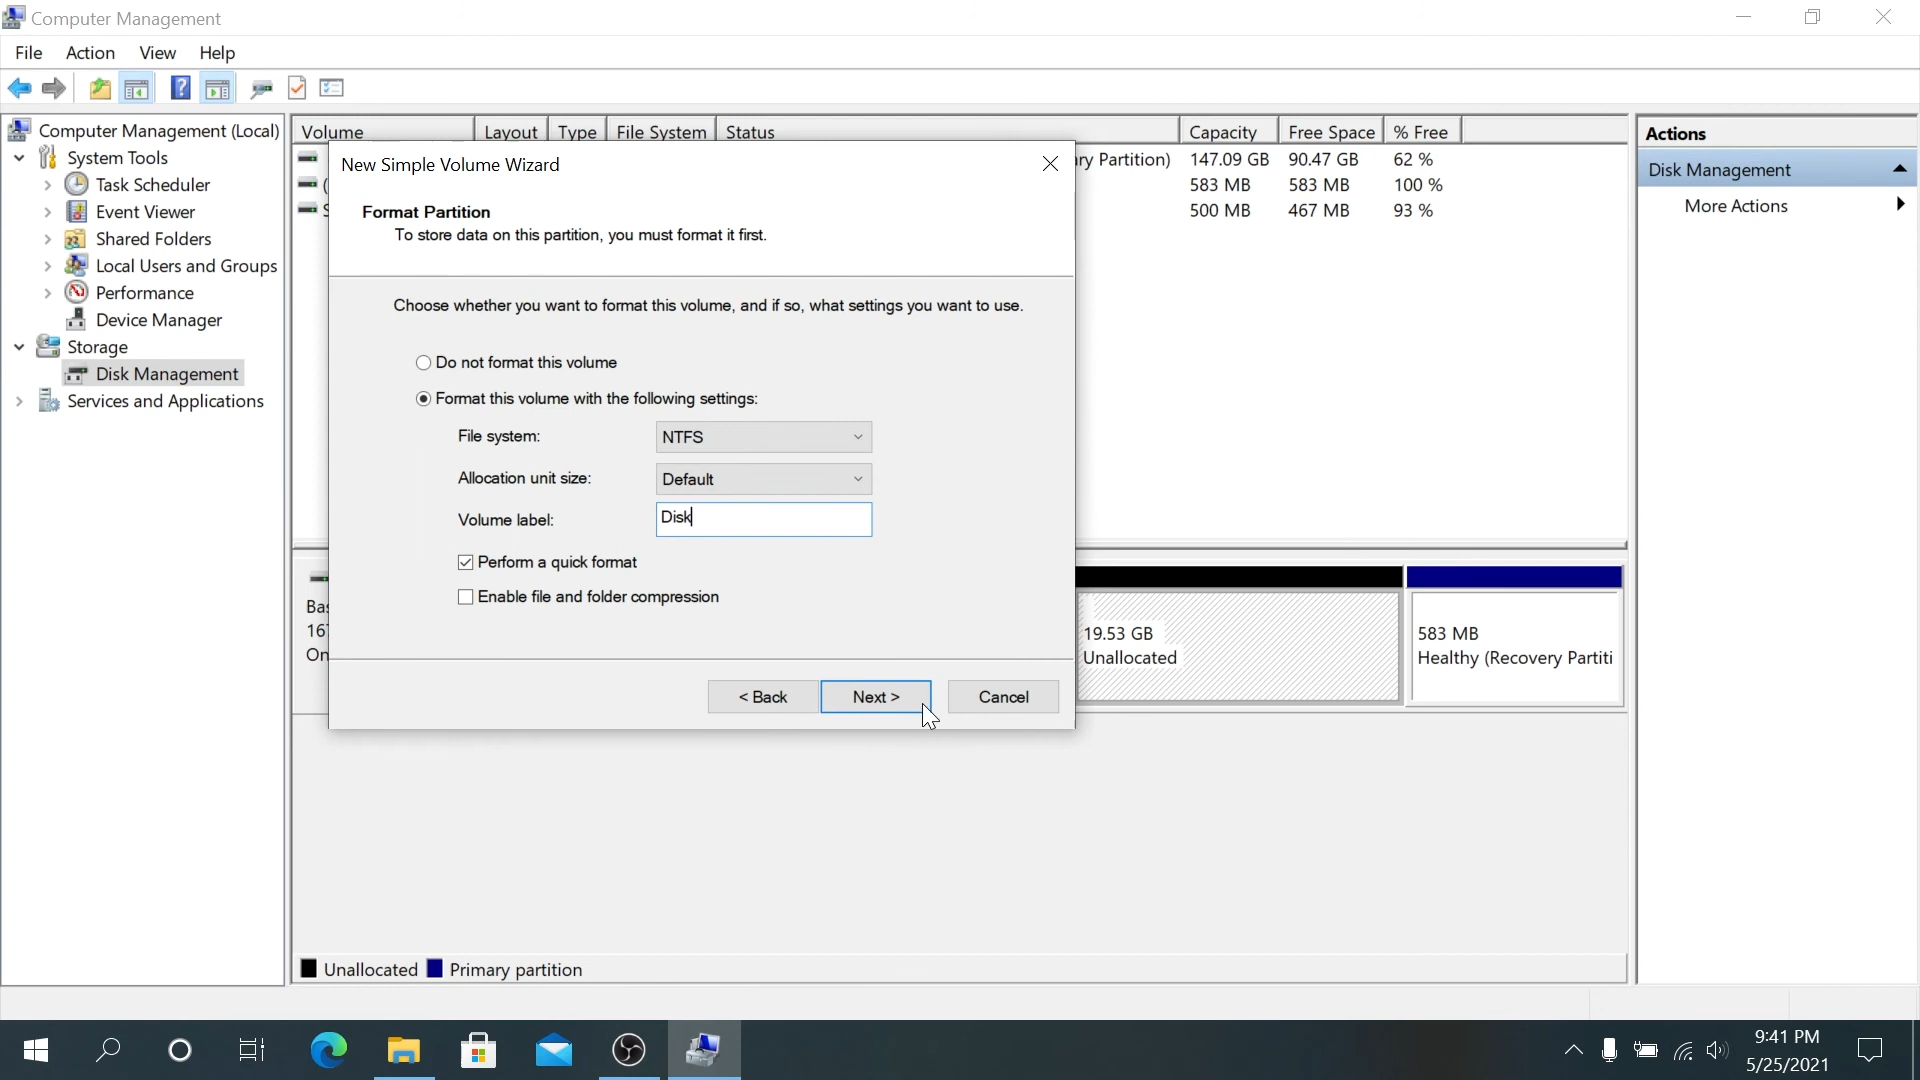 Computer Management
File Action View Help
Computer Management (Local)
System Tools
Task Scheduler
Event Viewer
Shared Folders
Local Users and Groups
Performance
Device Manager
Storage
Disk Management
Services and Applications
Volume Layout Type File System Status Capacity Free Space % Free
ry Partition) 147.09 GB 90.47 GB 62 %
( 583 MB 583 MB 100 %
S 500 MB 467 MB 93 %
New Simple Volume Wizard
Format Partition
To store data on this partition, you must format it first.
Choose whether you want to format this volume, and if so, what settings you want to use.
Do not format this volume
Format this volume with the following settings:
File system: NTFS
Allocation unit size: Default
Volume label: Disk
Perform a quick format
Enable file and folder compression
< Back Next > Cancel
Bas
167
On
19.53 GB
Unallocated
583 MB
Healthy (Recovery Partiti
Unallocated Primary partition
Actions
Disk Management
More Actions
9:41 PM
5/25/2021